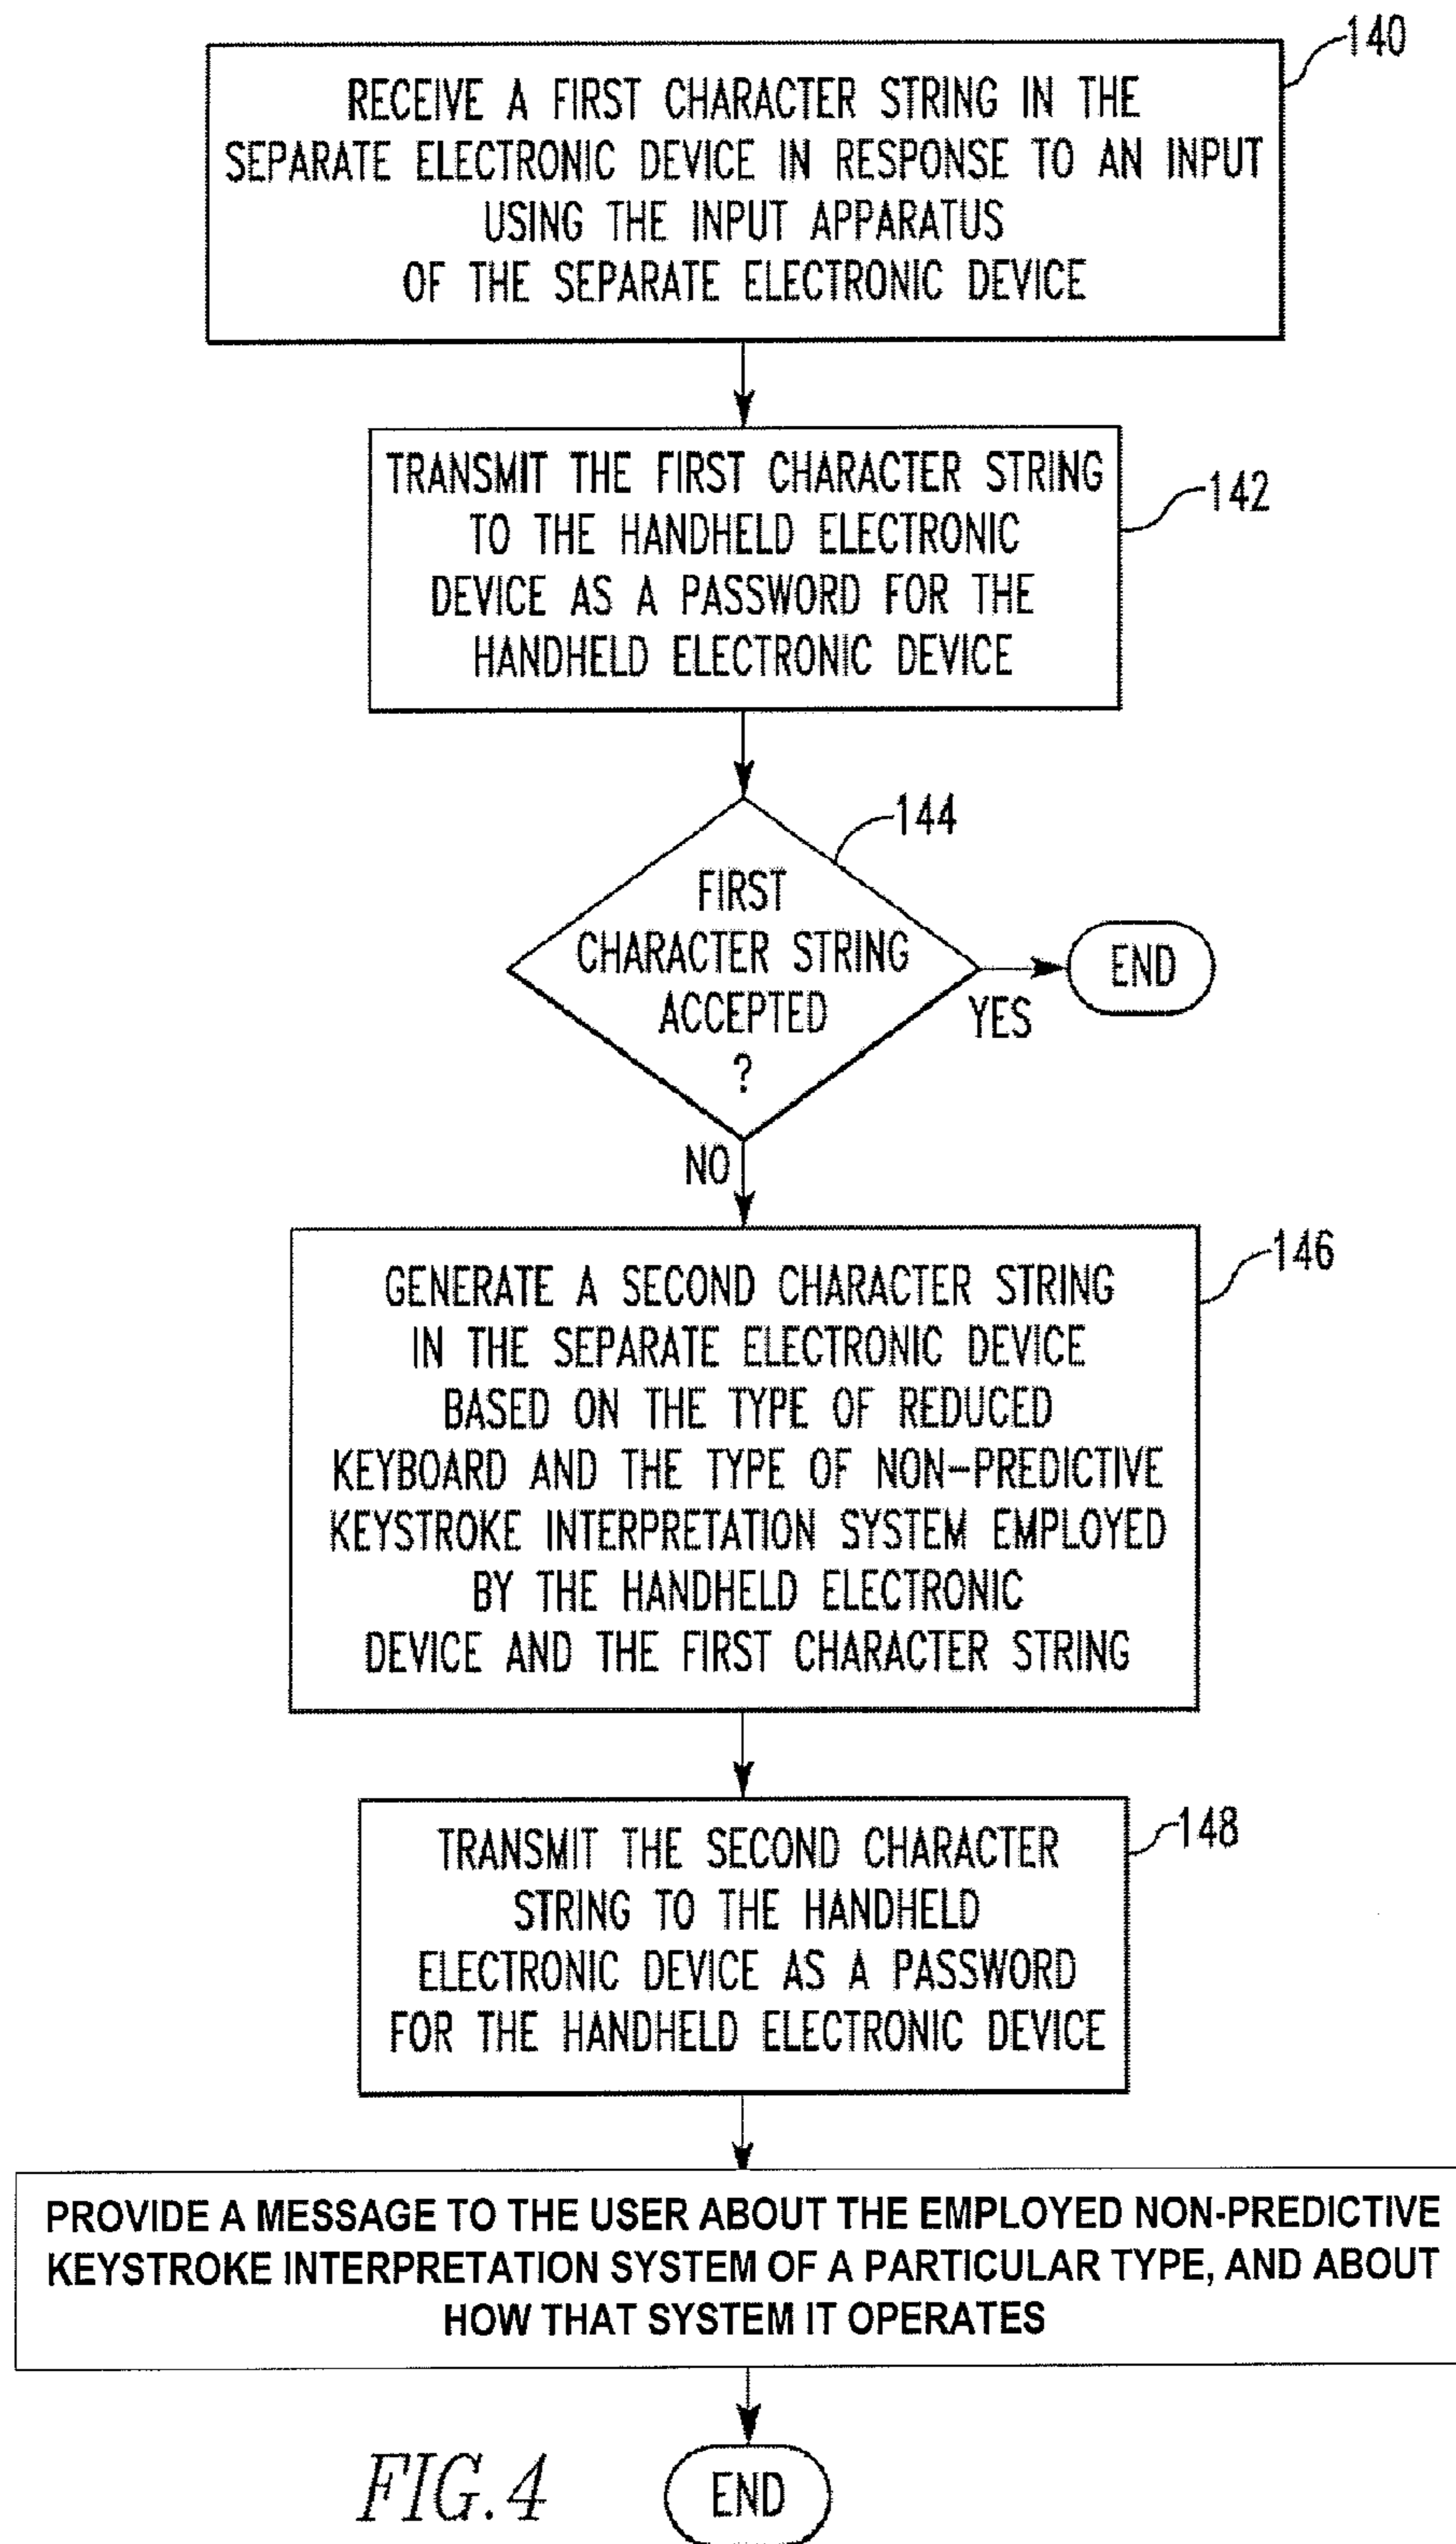 140
RECEIVE A FIRST CHARACTER STRING IN THE
SEPARATE ELECTRONIC DEVICE IN RESPONSE TO AN INPUT
USING THE INPUT APPARATUS
OF THE SEPARATE ELECTRONIC DEVICE
142
TRANSMIT THE FIRST CHARACTER STRING
TO THE HANDHELD ELECTRONIC
DEVICE AS A PASSWORD FOR THE
HANDHELD ELECTRONIC DEVICE
144
FIRST
CHARACTER STRING
ACCEPTED
?
YES
END
NO
146
GENERATE A SECOND CHARACTER STRING
IN THE SEPARATE ELECTRONIC DEVICE
BASED ON THE TYPE OF REDUCED
KEYBOARD AND THE TYPE OF NON-PREDICTIVE
KEYSTROKE INTERPRETATION SYSTEM EMPLOYED
BY THE HANDHELD ELECTRONIC
DEVICE AND THE FIRST CHARACTER STRING
148
TRANSMIT THE SECOND CHARACTER
STRING TO THE HANDHELD
ELECTRONIC DEVICE AS A PASSWORD
FOR THE HANDHELD ELECTRONIC DEVICE
PROVIDE A MESSAGE TO THE USER ABOUT THE EMPLOYED NON-PREDICTIVE
KEYSTROKE INTERPRETATION SYSTEM OF A PARTICULAR TYPE, AND ABOUT
HOW THAT SYSTEM IT OPERATES
END
FIG.4